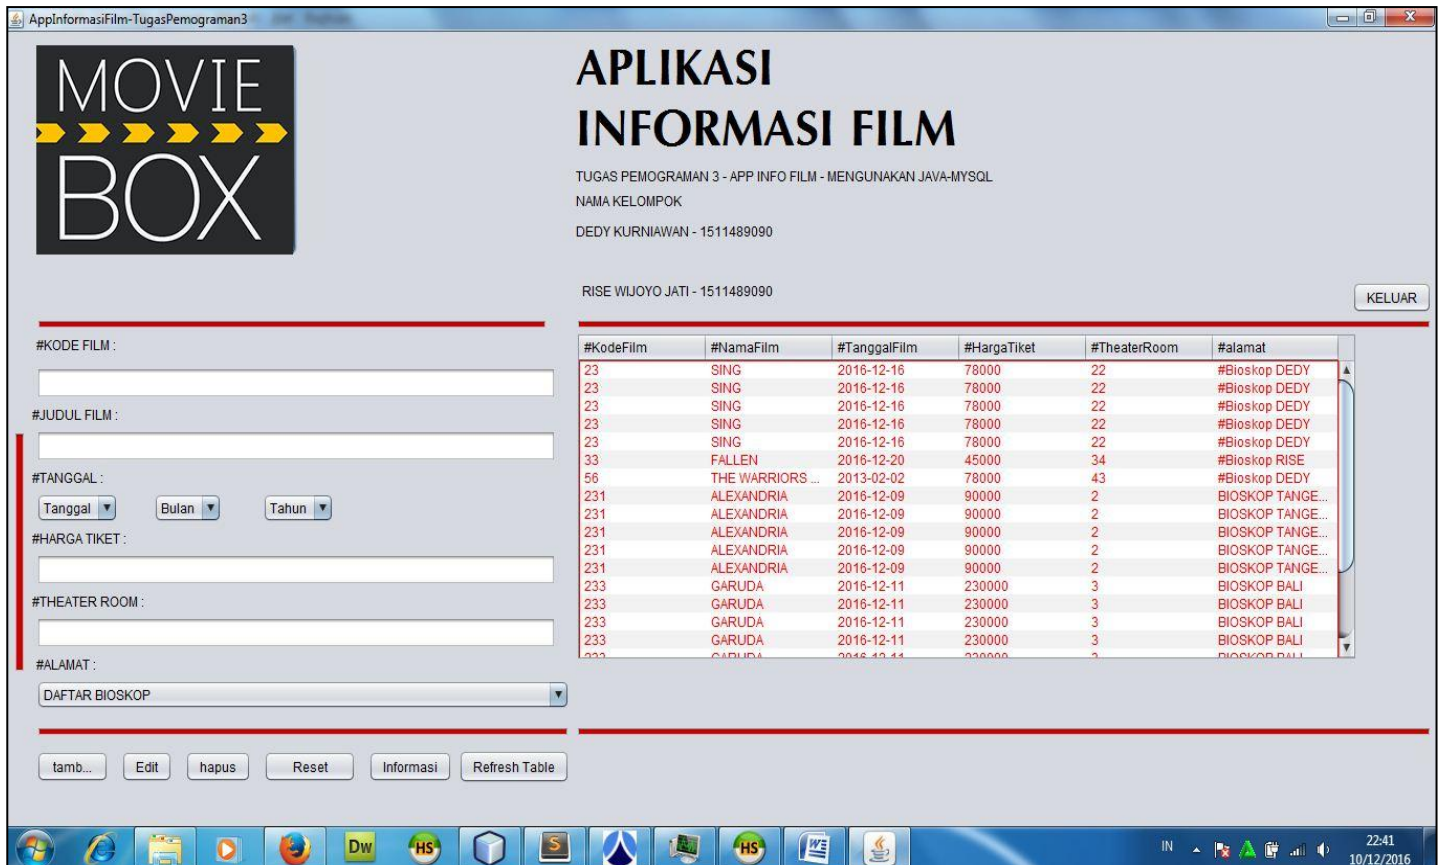 AppInformasiFilm-TugasPemograman3
MOVIE
BOX
APLIKASI
INFORMASI FILM
TUGAS PEMOGRAMAN 3 - APP INFO FILM - MENGUNAKAN JAVA-MYSQL
NAMA KELOMPOK
DEDY KURNIAWAN - 1511489090
RISE WIJOYO JATI - 1511489090
KELUAR
#KODE FILM :
#JUDUL FILM :
#TANGGAL :
Tanggal Bulan Tahun
#HARGA TIKET :
#THEATER ROOM :
#ALAMAT :
DAFTAR BIOSKOP
tamb... Edit hapus Reset Informasi Refresh Table
#KodeFilm #NamaFilm #TanggalFilm #HargaTiket #TheaterRoom #alamat
23 SING 2016-12-16 78000 22 #Bioskop DEDY
23 SING 2016-12-16 78000 22 #Bioskop DEDY
23 SING 2016-12-16 78000 22 #Bioskop DEDY
23 SING 2016-12-16 78000 22 #Bioskop DEDY
23 SING 2016-12-16 78000 22 #Bioskop DEDY
33 FALLEN 2016-12-20 45000 34 #Bioskop RISE
56 THE WARRIORS ... 2013-02-02 78000 43 #Bioskop DEDY
231 ALEXANDRIA 2016-12-09 90000 2 BIOSKOP TANGE...
231 ALEXANDRIA 2016-12-09 90000 2 BIOSKOP TANGE...
231 ALEXANDRIA 2016-12-09 90000 2 BIOSKOP TANGE...
231 ALEXANDRIA 2016-12-09 90000 2 BIOSKOP TANGE...
231 ALEXANDRIA 2016-12-09 90000 2 BIOSKOP TANGE...
233 GARUDA 2016-12-11 230000 3 BIOSKOP BALI
233 GARUDA 2016-12-11 230000 3 BIOSKOP BALI
233 GARUDA 2016-12-11 230000 3 BIOSKOP BALI
233 GARUDA 2016-12-11 230000 3 BIOSKOP BALI
Dw HS S HS W
IN
22:41
10/12/2016